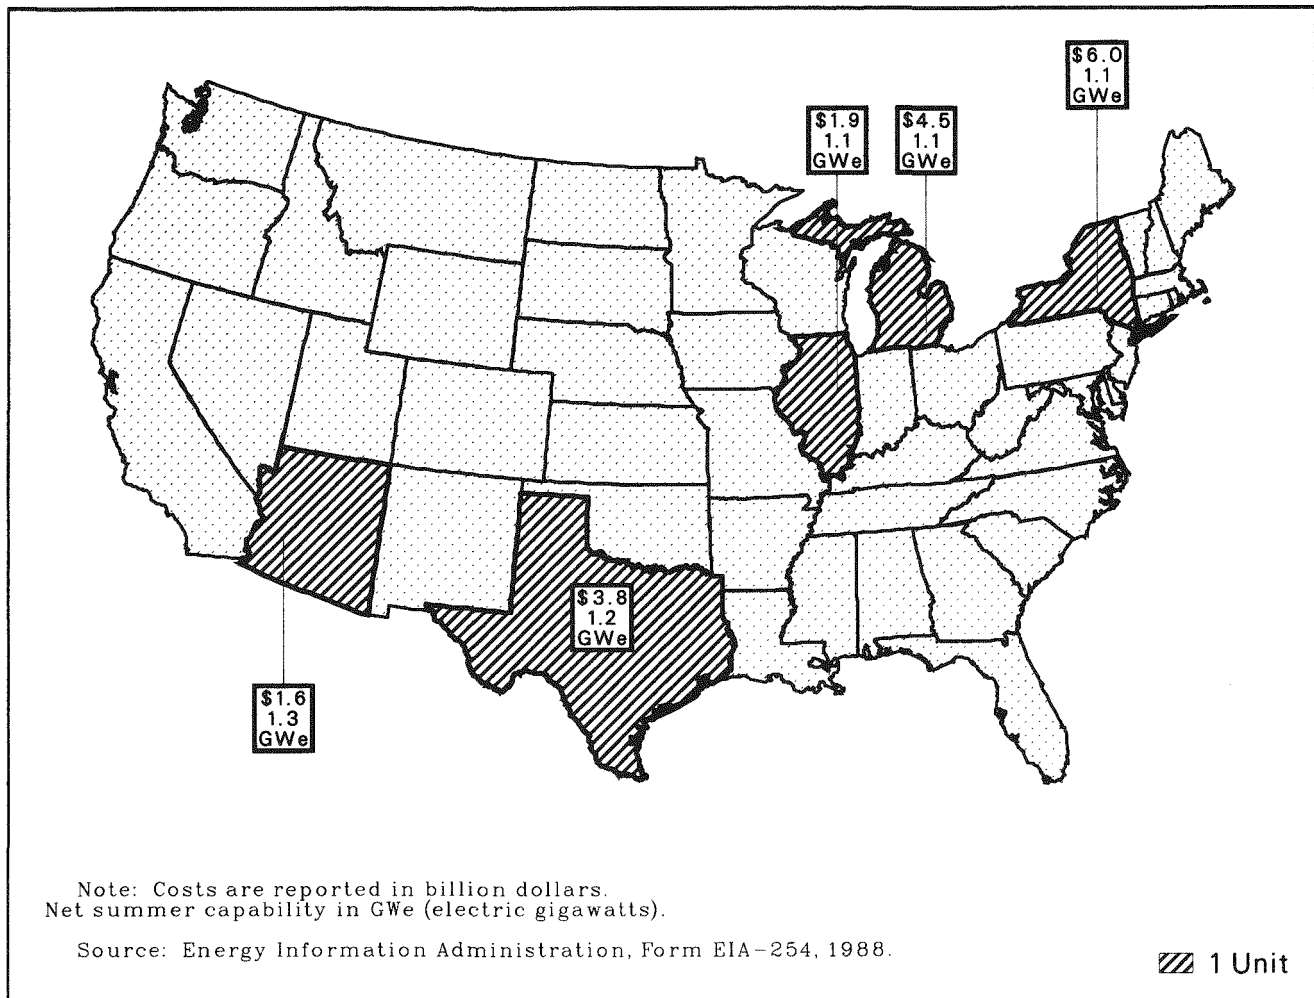 $6.0
1.1
GWe
$1.9
1.1
GWe
$4.5
1.1
GWe
$3.8
1.2
GWe
$1.6
1.3
GWe
Note: Costs are reported in billion dollars.
Net summer capability in GWe (electric gigawatts).
Source: Energy Information Administration, Form EIA-254, 1988.
1 Unit